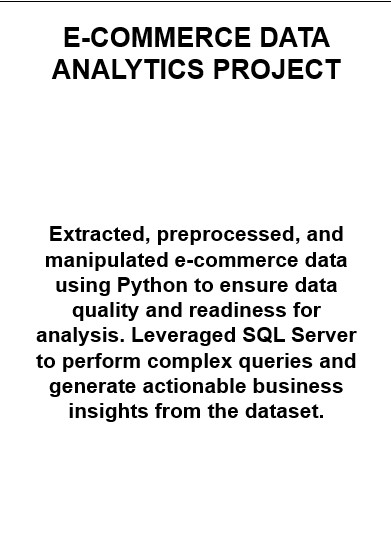 E-COMMERCE DATA
ANALYTICS PROJECT
Extracted, preprocessed, and
manipulated e-commerce data
using Python to ensure data
quality and readiness for
analysis. Leveraged SQL Server
to perform complex queries and
generate actionable business
insights from the dataset.